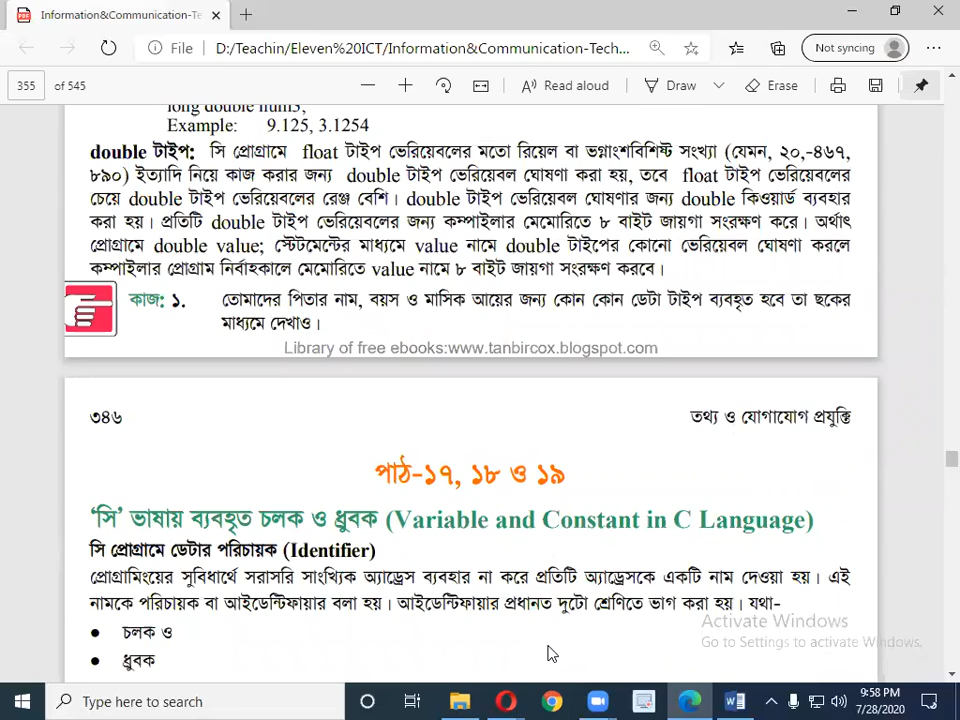 Information&Communication-Te
File D:/Teachin/Eleven%20ICT/Information&Communication-Tech... Not syncing
355 of 545 Read aloud Draw Erase
long double num3;
Example: 9.125, 3.1254
double টাইপ: সি প্রোগ্রামে float টাইপ ভেরিয়েবলের মতো রিয়েল বা ভগ্নাংশবিশিষ্ট সংখ্যা (যেমন, ২০,-৪৬৭,
৮৯০) ইত্যাদি নিয়ে কাজ করার জন্য double টাইপ ভেরিয়েবল ঘোষণা করা হয়, তবে float টাইপ ভেরিয়েবলের
চেয়ে double টাইপ ভেরিয়েবলের রেঞ্জ বেশি। double টাইপ ভেরিয়েবল ঘোষণার জন্য double কিওয়ার্ড ব্যবহার
করা হয়। প্রতিটি double টাইপ ভেরিয়েবলের জন্য কম্পাইলার মেমোরিতে ৮ বাইট জায়গা সংরক্ষণ করে। অর্থাৎ
প্রোগ্রামে double value; স্টেটমেন্টের মাধ্যমে value নামে double টাইপের কোনো ভেরিয়েবল ঘোষণা করলে
কম্পাইলার প্রোগ্রাম নির্বাহকালে মেমোরিতে value নামে ৮ বাইট জায়গা সংরক্ষণ করবে।
কাজ: ১. তোমাদের পিতার নাম, বয়স ও মাসিক আয়ের জন্য কোন কোন ডেটা টাইপ ব্যবহৃত হবে তা ছকের
মাধ্যমে দেখাও।
Library of free ebooks:www.tanbircox.blogspot.com
৩৪৬ তথ্য ও যোগাযোগ প্রযুক্তি
পাঠ-১৭, ১৮ ও ১৯
‘সি’ ভাষায় ব্যবহৃত চলক ও ধ্রুবক (Variable and Constant in C Language)
সি প্রোগ্রামে ডেটার পরিচায়ক (Identifier)
প্রোগ্রামিংয়ের সুবিধার্থে সরাসরি সাংখ্যিক অ্যাড্রেস ব্যবহার না করে প্রতিটি অ্যাড্রেসকে একটি নাম দেওয়া হয়। এই
নামকে পরিচায়ক বা আইডেন্টিফায়ার বলা হয়। আইডেন্টিফায়ার প্রধানত দুটো শ্রেণিতে ভাগ করা হয়। যথা-
• চলক ও
• ধ্রুবক
Activate Windows
Go to Settings to activate Windows.
Type here to search
9:58 PM
7/28/2020